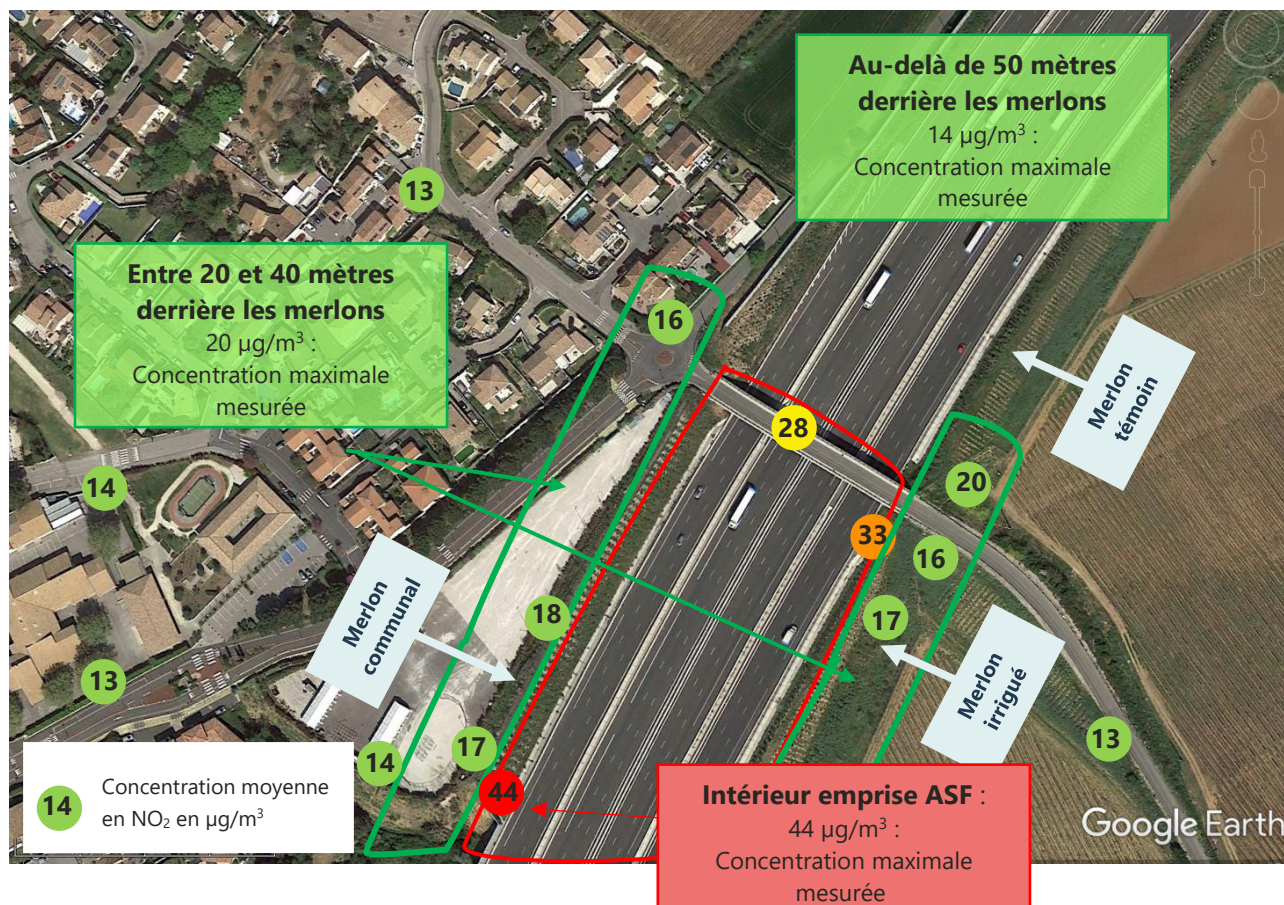 Au-delà de 50 mètres
derrière les merlons
14 µg/m³ :
Concentration maximale
mesurée
13
Entre 20 et 40 mètres
derrière les merlons
20 µg/m³ :
Concentration maximale
mesurée
16
Merlon
témoin
28
14
20
33
16
Merlon
communal
18
17
Merlon
irrigué
13
13
17
14
44
14
Concentration moyenne
en NO₂ en µg/m³
Intérieur emprise ASF :
44 µg/m³ :
Concentration maximale
mesurée
Google Earth